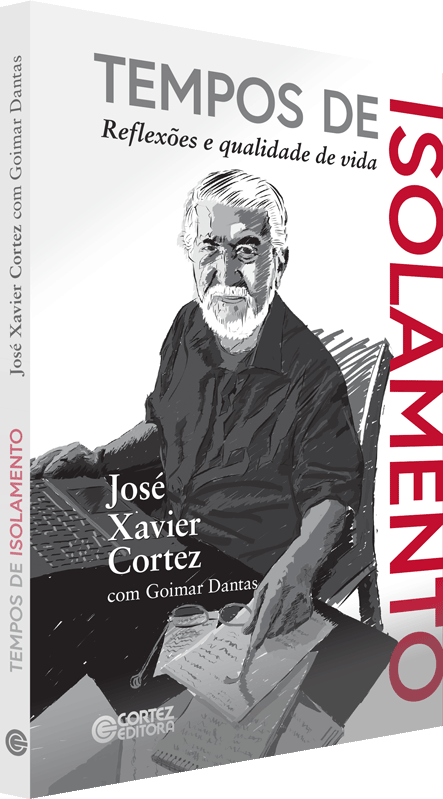 TEMPOS DE
ISOLAMENTO
Reflexões e qualidade de vida
José
Xavier
Cortez
com Goimar Dantas
CORTEZ
EDITORA
José Xavier Cortez com Goimar Dantas
TEMPOS DE ISOLAMENTO